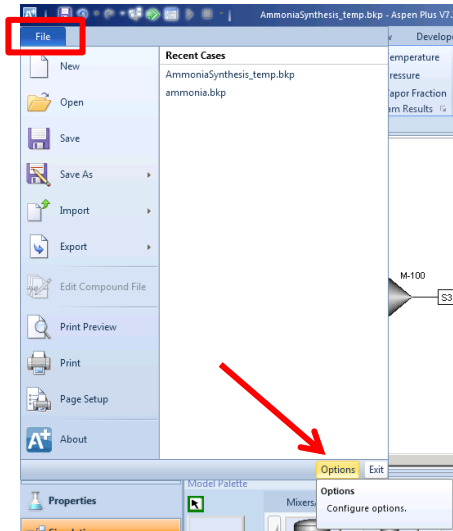 AmmoniaSynthesis_temp.bkp - Aspen Plus V7.
File
Develop
New
Recent Cases
AmmoniaSynthesis_temp.bkp
ammonia.bkp
emperature
ressure
apor Fraction
am Results
Open
Save
Save As
Import
Export
M-100
S3
Edit Compound File
Print Preview
Print
Page Setup
About
Options Exit
Model Palette
Options
Configure options.
Properties
Mixers/